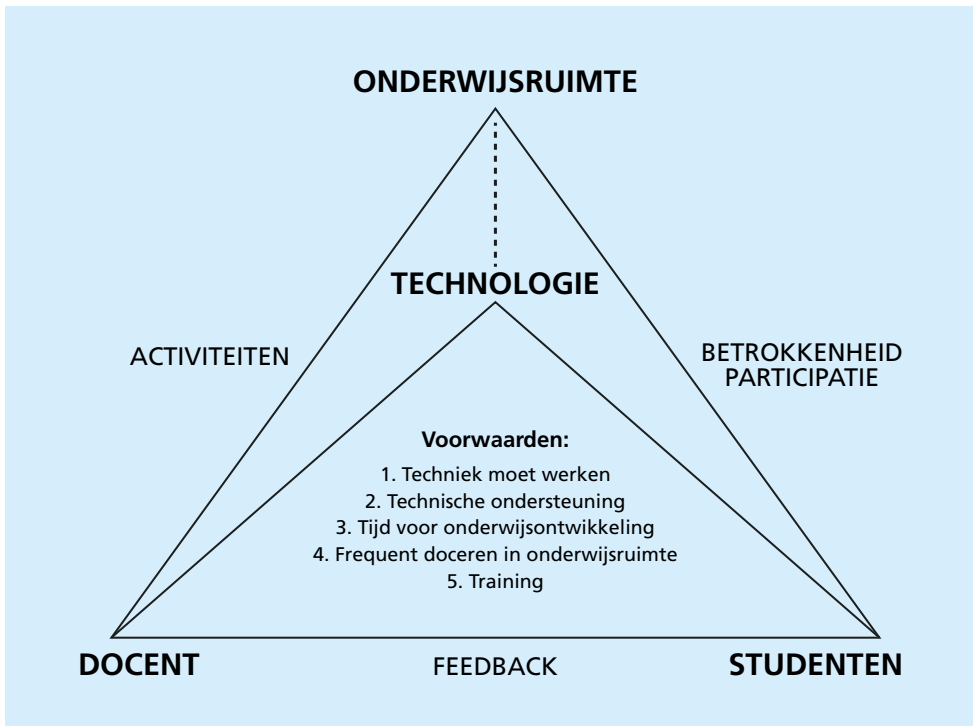 ONDERWIJSRUIMTE
TECHNOLOGIE
ACTIVITEITEN
BETROKKENHEID
PARTICIPATIE
Voorwaarden:
1. Techniek moet werken
2. Technische ondersteuning
3. Tijd voor onderwijsontwikkeling
4. Frequent doceren in onderwijsruimte
5. Training
DOCENT
FEEDBACK
STUDENTEN